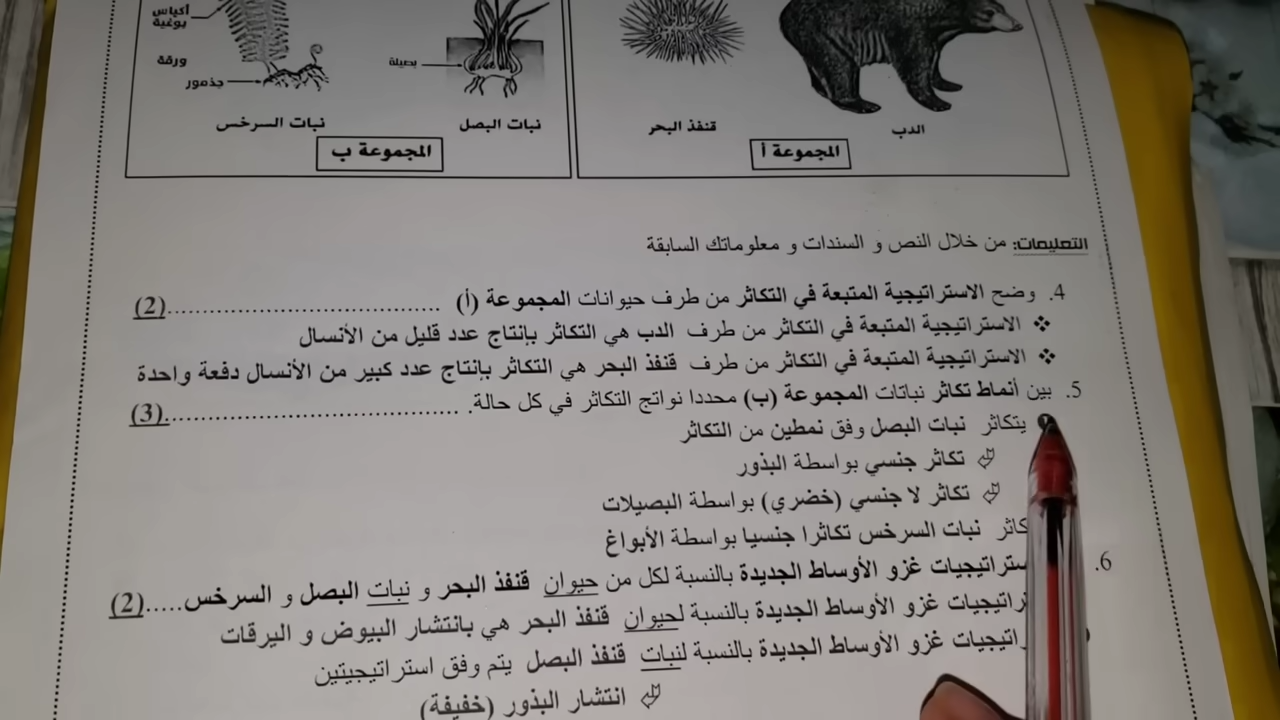 أكياس
بوغية
ورقة
جذمور
نبات السرخس
بصيلة
نبات البصل
المجموعة ب
قنفذ البحر
الدب
المجموعة أ
التعليمات: من خلال النص و السندات و معلوماتك السابقة
4. وضح الاستراتيجية المتبعة في التكاثر من طرف حيوانات المجموعة (أ) ......................................(2)
❖ الاستراتيجية المتبعة في التكاثر من طرف الدب هي التكاثر بإنتاج عدد قليل من الأنسال
❖ الاستراتيجية المتبعة في التكاثر من طرف قنفذ البحر هي التكاثر بإنتاج عدد كبير من الأنسال دفعة واحدة
5. بين أنماط تكاثر نباتات المجموعة (ب) محددا نواتج التكاثر في كل حالة. ........................................(3)
يتكاثر نبات البصل وفق نمطين من التكاثر
تكاثر جنسي بواسطة البذور
تكاثر لا جنسي (خضري) بواسطة البصيلات
نبات السرخس تكاثرا جنسيا بواسطة الأبواغ
6. غزو الأوساط الجديدة بالنسبة لكل من حيوان قنفذ البحر و نبات البصل و السرخس.....(2)
غزو الأوساط الجديدة بالنسبة لحيوان قنفذ البحر هي بانتشار البيوض و اليرقات
غزو الأوساط الجديدة بالنسبة لنبات قنفذ البصل يتم وفق استراتيجيتين
انتشار البذور (خفيفة)